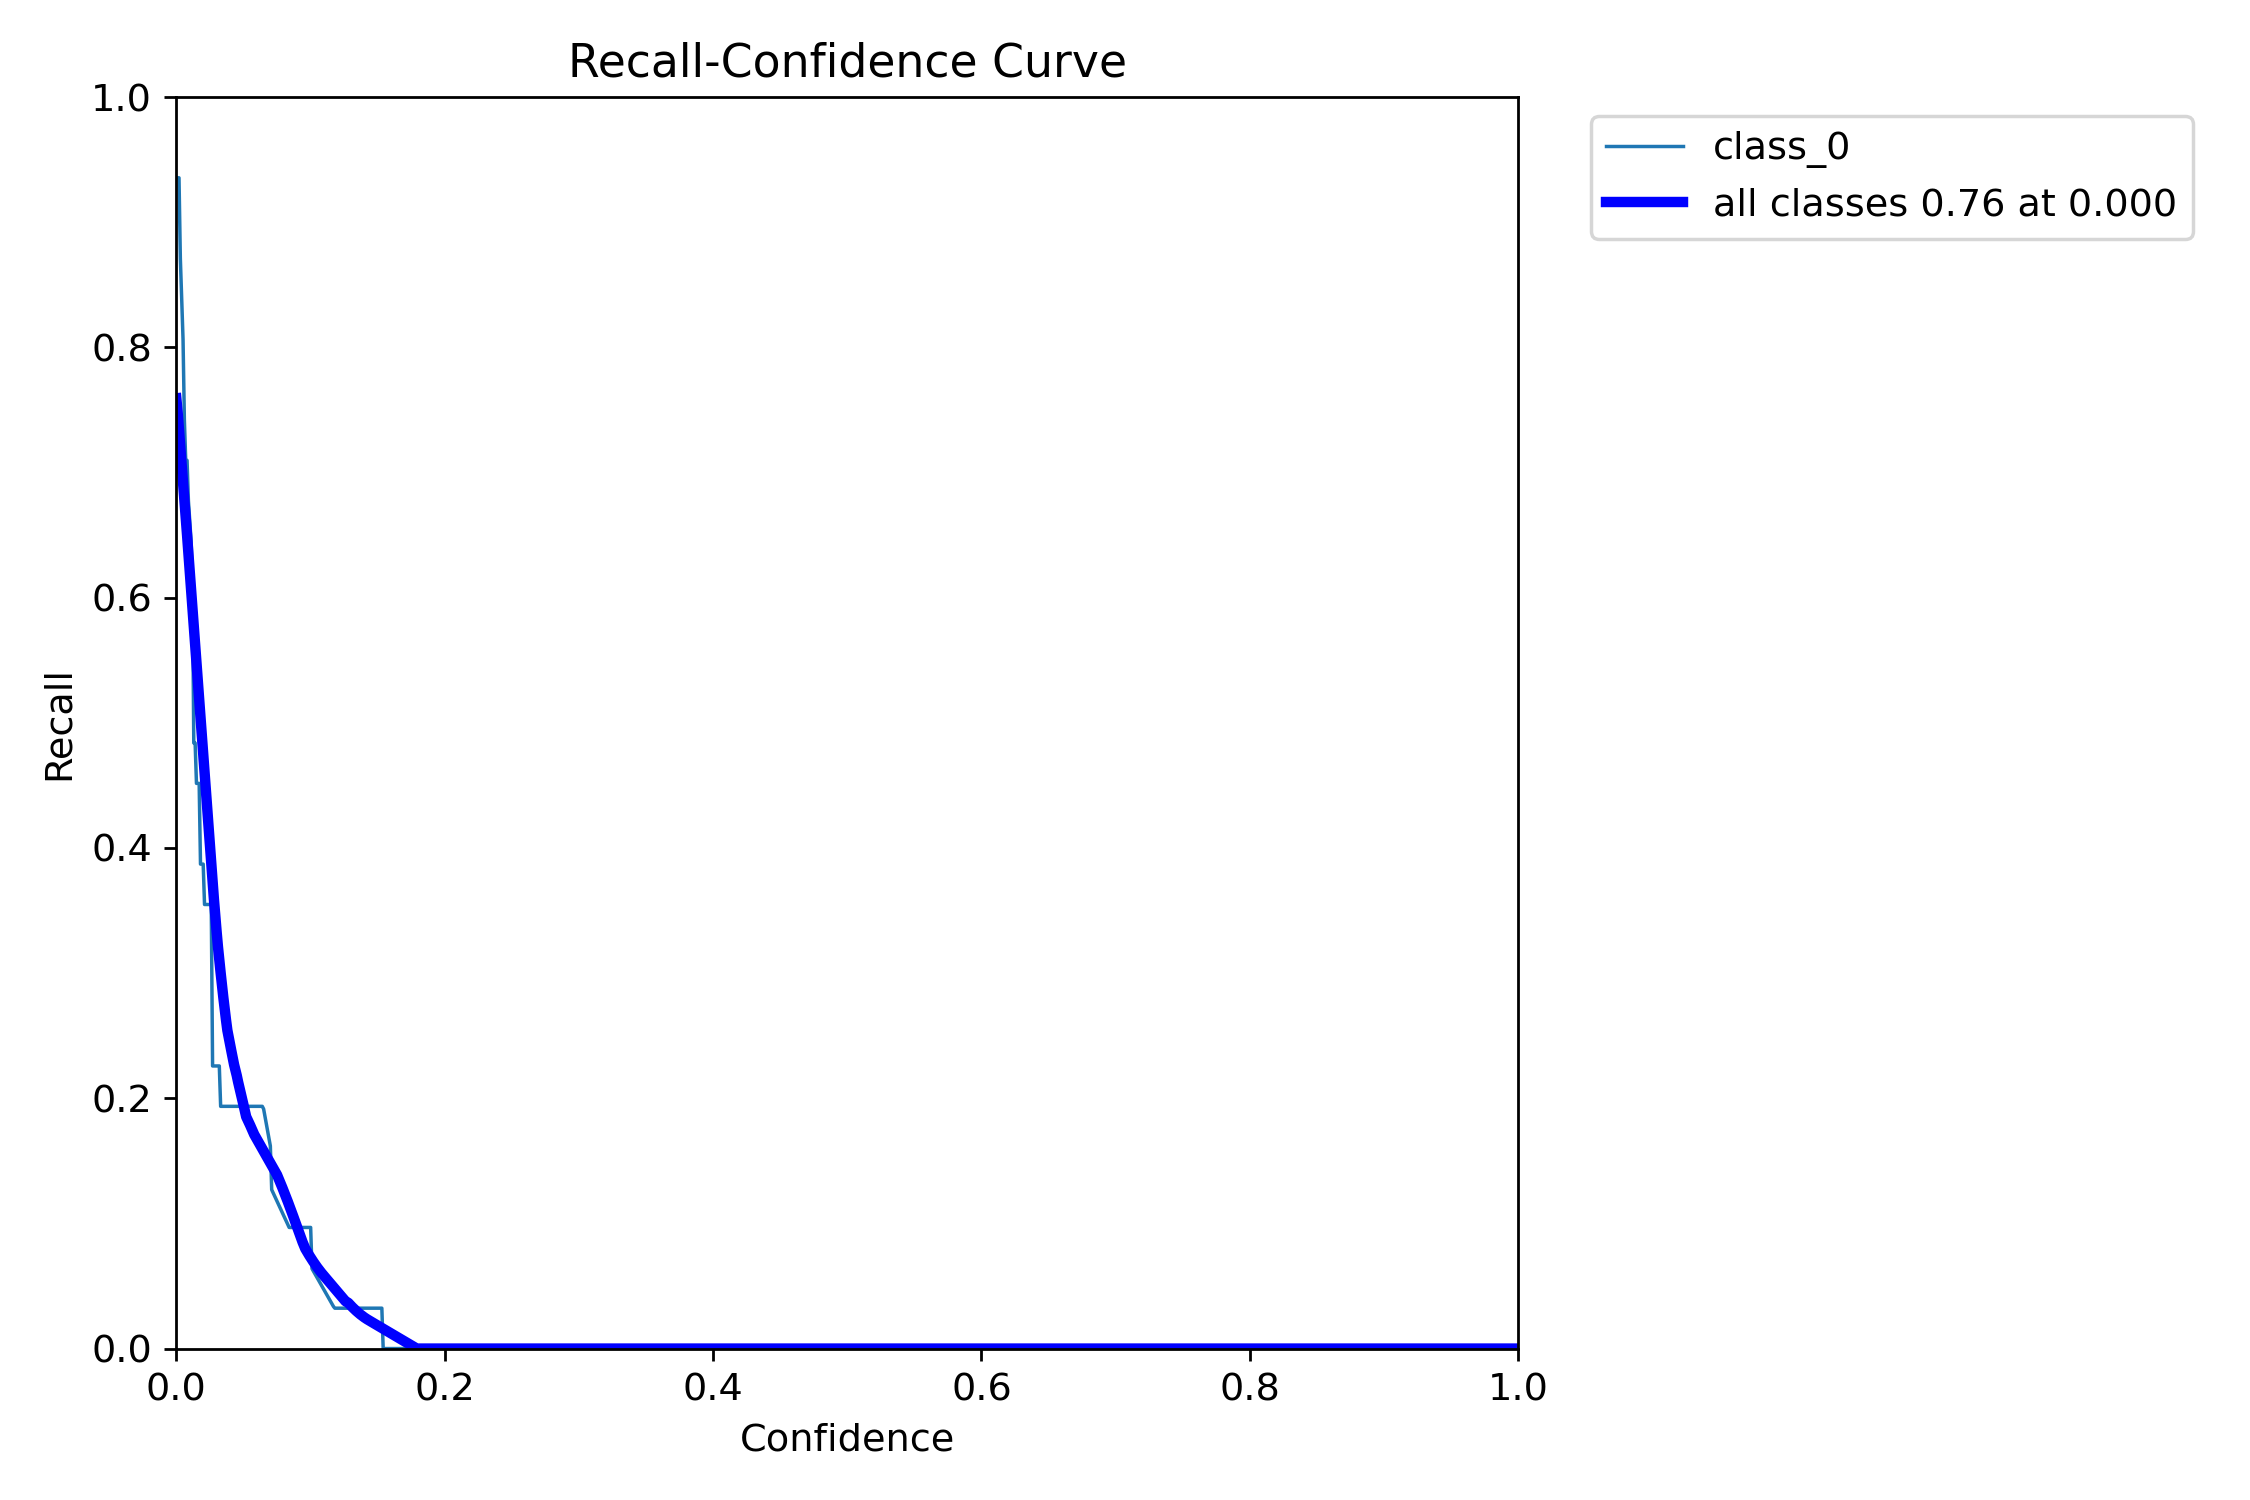 Recall-Confidence Curve
1.0
0.8
0.6
0.4
0.2
0.0
Recall
0.0 0.2 0.4 0.6 0.8 1.0
Confidence
class_0
all classes 0.76 at 0.000